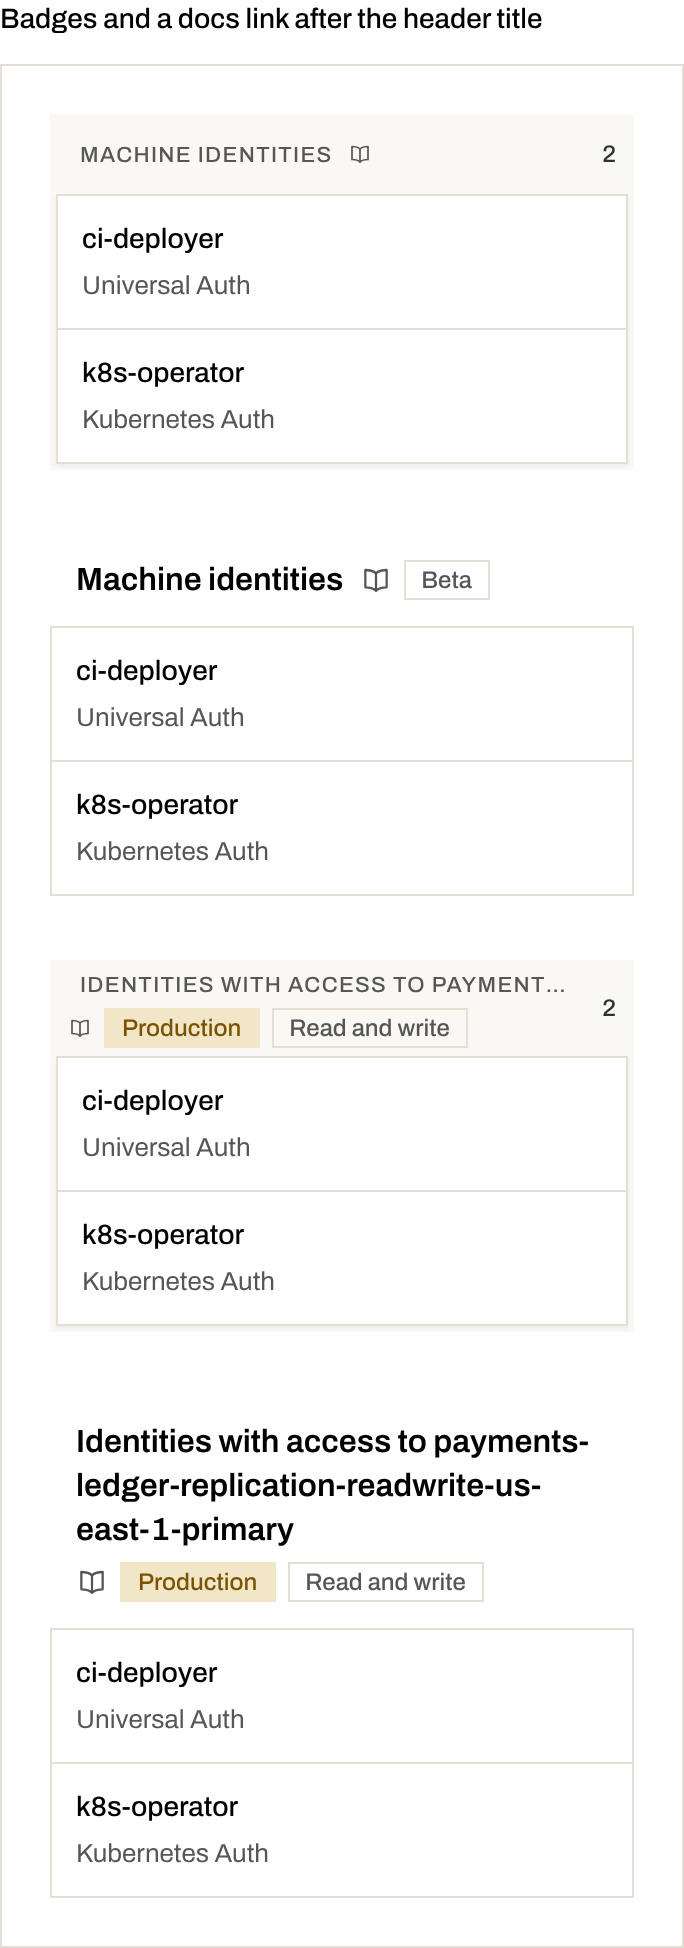 Badges and a docs link after the header title
MACHINE IDENTITIES 2
ci-deployer
Universal Auth
k8s-operator
Kubernetes Auth
Machine identities Beta
ci-deployer
Universal Auth
k8s-operator
Kubernetes Auth
IDENTITIES WITH ACCESS TO PAYMENT...
2
Production Read and write
ci-deployer
Universal Auth
k8s-operator
Kubernetes Auth
Identities with access to payments-
ledger-replication-readwrite-us-
east-1-primary
Production Read and write
ci-deployer
Universal Auth
k8s-operator
Kubernetes Auth